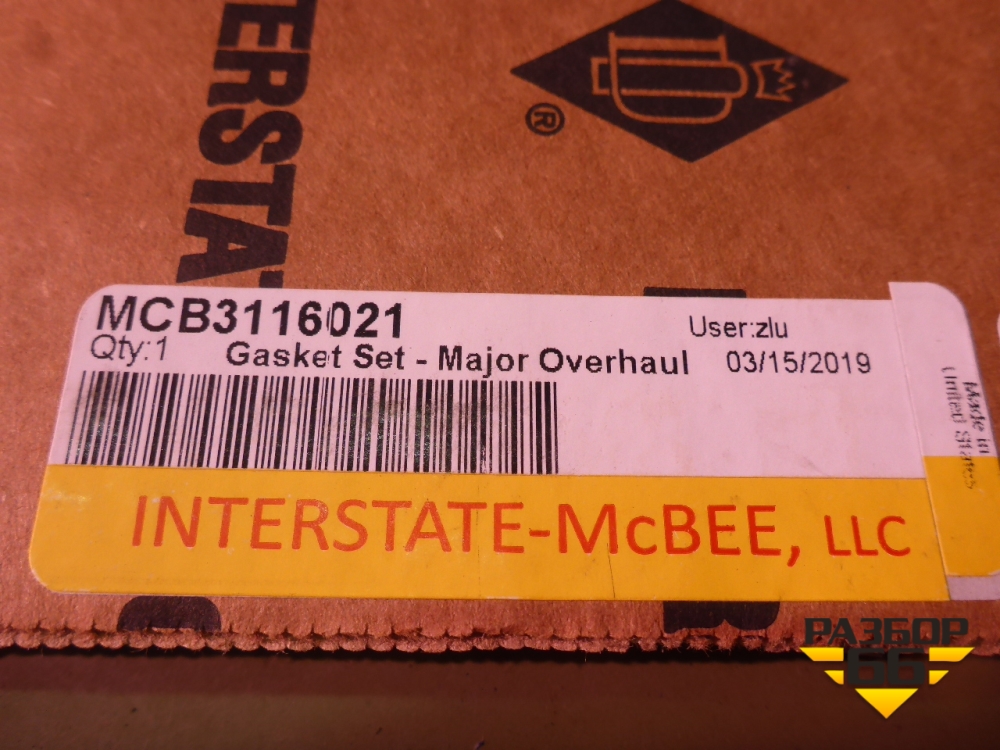 INTERSTA
®
MCB3116021
User:zlu
Qty:1
Gasket Set - Major Overhaul
03/15/2019
Made in
United States
INTERSTATE-McBEE, LLC
РАЗБОР
66